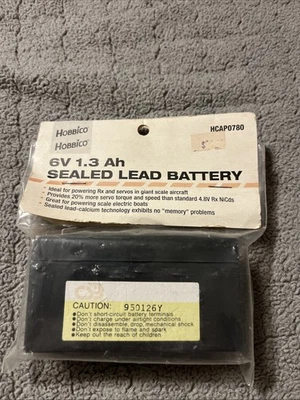 HOBBICO
HOBBICO
HCAP0780
6V 1.3 Ah
SEALED LEAD BATTERY
• Ideal for powering Rx and servos in giant scale aircraft
• Provides 20% more servo torque and speed than standard 4.8V Rx NiCds
• Great for powering scale electric boats
• Sealed lead-calcium technology exhibits no "memory" problems
CAUTION: 950126Y
●Don't short-circuit battery terminals
●Don't charge under airtight conditions
●Don't disassemble, drop, mechanical shock
●Don't expose to flame and spark
●Keep out the reach of children